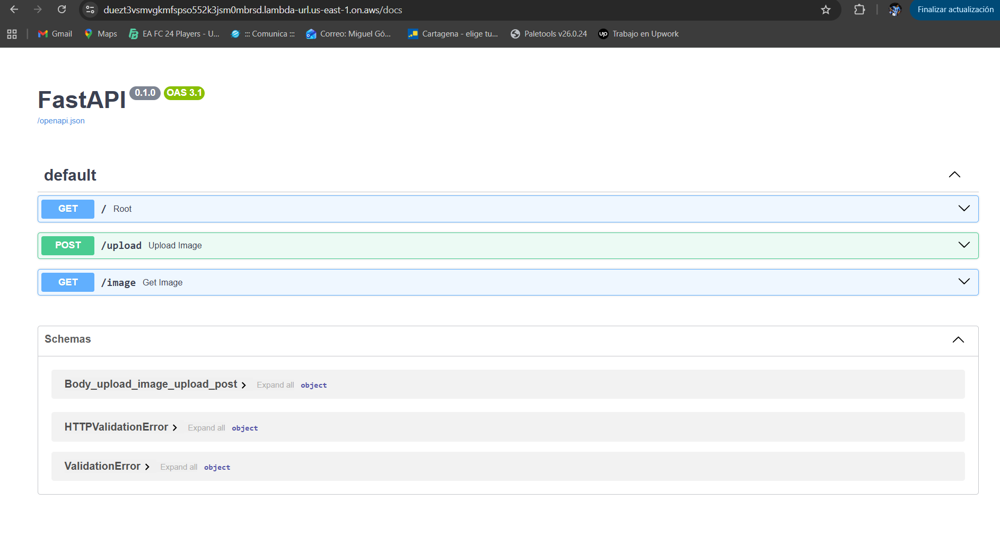 duezt3vsmvgkmfspso552k3jsm0mbrsd.lambda-url.us-east-1.on.aws/docs
Finalizar actualización
Gmail
Maps
EA FC 24 Players - U...
::: Comunica :::
Correo: Miguel Gó...
Cartagena - elige tu...
Paletools v26.0.24
up
Trabajo en Upwork
FastAPI 0.1.0 OAS 3.1
/openapi.json
default
GET / Root
POST /upload Upload Image
GET /image Get Image
Schemas
Body_upload_image_upload_post Expand all object
HTTPValidationError Expand all object
ValidationError Expand all object